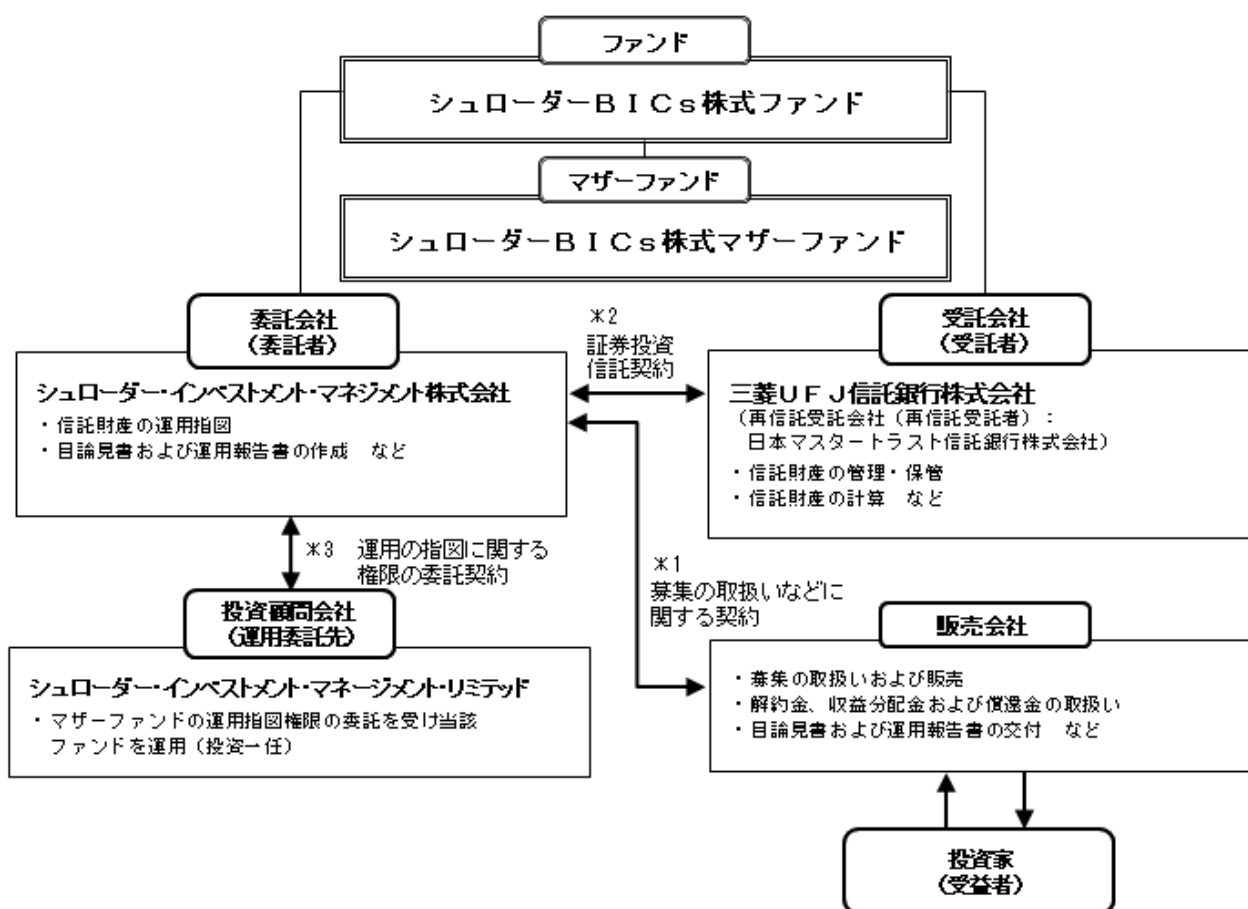 ファンド
シュローダーＢＩＣｓ株式ファンド
マザーファンド
シュローダーＢＩＣｓ株式マザーファンド
委託会社
（委託者）
シュローダー・インベストメント・マネジメント株式会社
・信託財産の運用指図
・目論見書および運用報告書の作成　など
＊2
証券投資
信託契約
受託会社
（受託者）
三菱ＵＦＪ信託銀行株式会社
（再信託受託会社（再信託受託者）：
日本マスタートラスト信託銀行株式会社）
・信託財産の管理・保管
・信託財産の計算　など
＊3　運用の指図に関する
権限の委託契約
＊1
募集の取扱いなどに
関する契約
投資顧問会社
（運用委託先）
シュローダー・インベストメント・マネージメント・リミテッド
・マザーファンドの運用指図権限の委託を受け当該
ファンドを運用（投資一任）
販売会社
・募集の取扱いおよび販売
・解約金、収益分配金および償還金の取扱い
・目論見書および運用報告書の交付　など
投資家
（受益者）